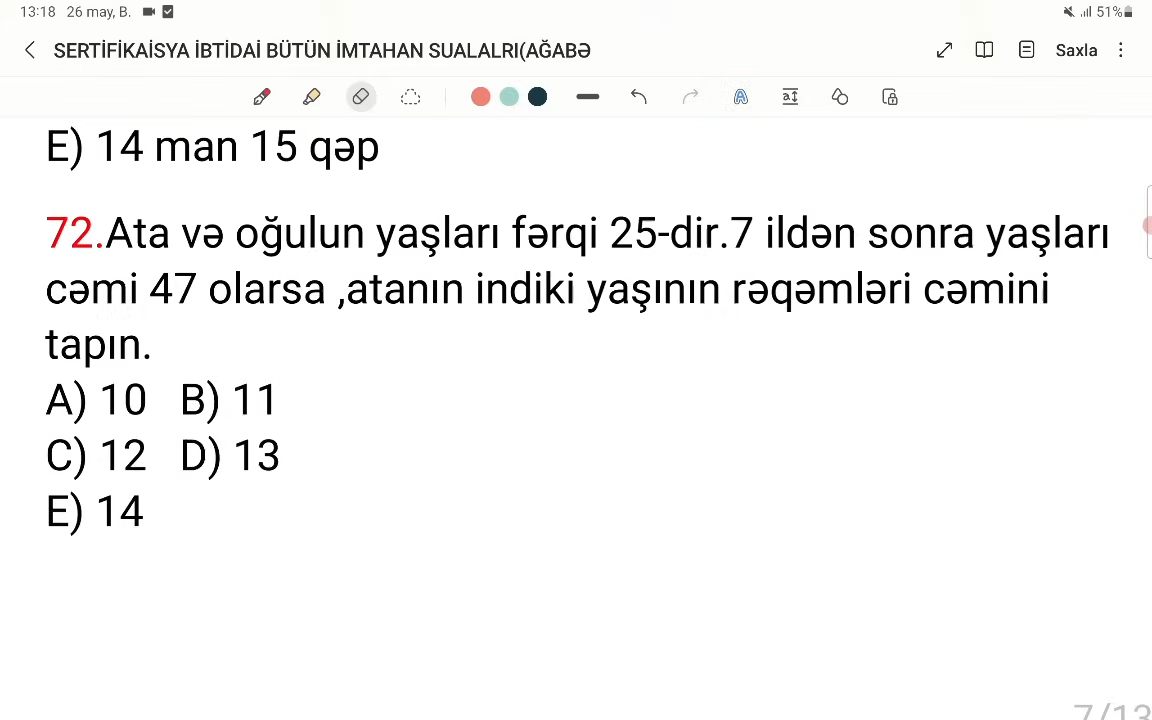 13:18 26 may, B. 51%
SERTİFİKAİSYA İBTİDAİ BÜTÜN İMTAHAN SUALALRI(AĞABƏ Saxla
E) 14 man 15 qəp
72.Ata və oğulun yaşları fərqi 25-dir.7 ildən sonra yaşları
cəmi 47 olarsa ,atanın indiki yaşının rəqəmləri cəmini
tapın.
A) 10 B) 11
C) 12 D) 13
E) 14
7/13